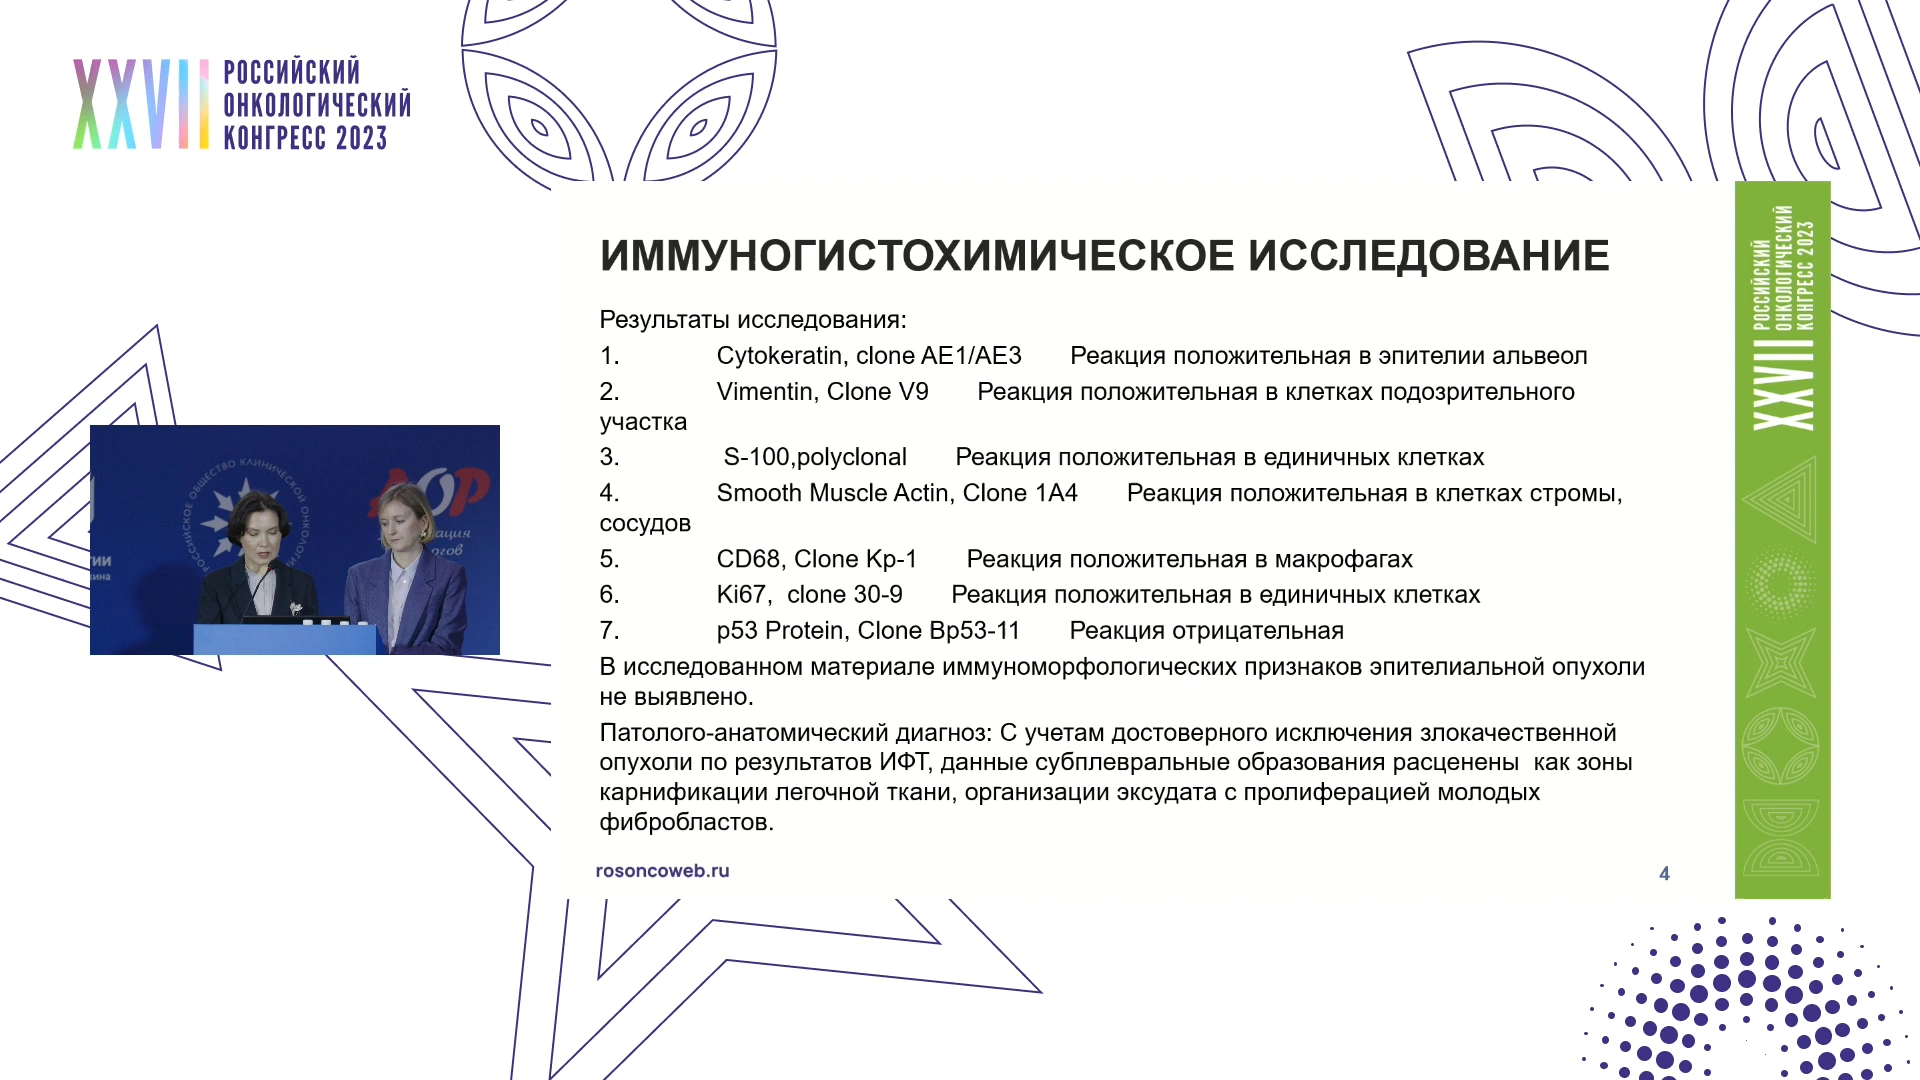 XXVII РОССИЙСКИЙ
ОНКОЛОГИЧЕСКИЙ
КОНГРЕСС 2023
ИММУНОГИСТОХИМИЧЕСКОЕ ИССЛЕДОВАНИЕ
Результаты исследования:
1. Cytokeratin, clone AE1/AE3 Реакция положительная в эпителии альвеол
2. Vimentin, Clone V9 Реакция положительная в клетках подозрительного
участка
3. S-100,polyclonal Реакция положительная в единичных клетках
4. Smooth Muscle Actin, Clone 1A4 Реакция положительная в клетках стромы,
сосудов
5. CD68, Clone Kp-1 Реакция положительная в макрофагах
6. Ki67, clone 30-9 Реакция положительная в единичных клетках
7. p53 Protein, Clone Bp53-11 Реакция отрицательная
В исследованном материале иммуноморфологических признаков эпителиальной опухоли
не выявлено.
Патолого-анатомический диагноз: С учетам достоверного исключения злокачественной
опухоли по результатов ИФТ, данные субплевральные образования расценены как зоны
карнификации легочной ткани, организации эксудата с пролиферацией молодых
фибробластов.
rosoncoweb.ru
4
XXVII РОССИЙСКИЙ
ОНКОЛОГИЧЕСКИЙ
КОНГРЕСС 2023
РОССИЙСКОЕ ОБЩЕСТВО КЛИНИЧЕСКОЙ ОНКОЛОГИИ
АОР